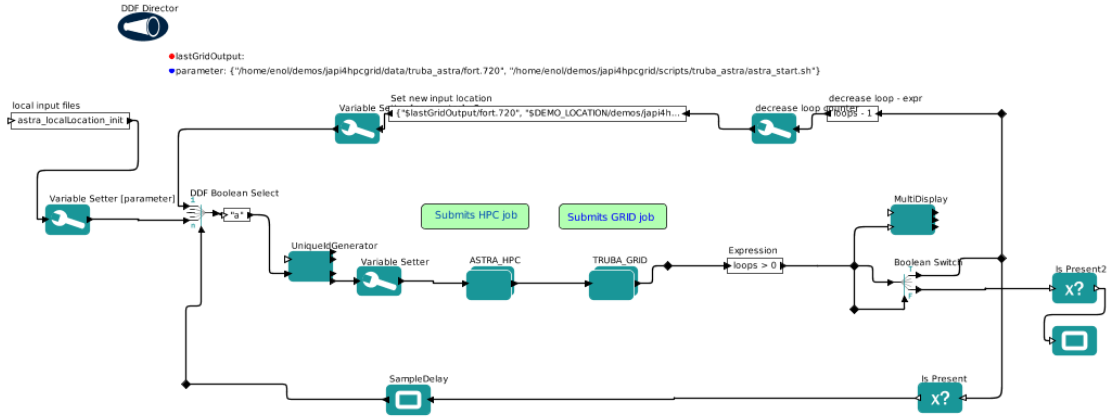 DDF Director
lastGridOutput:
parameter: {"/home/enol/demos/japi4hpcgrid/data/truba_astra/fort.720", "/home/enol/demos/japi4hpcgrid/scripts/truba_astra/astra_start.sh"}
local input files
astra_localLocation_init
Variable Se
Set new input location
{"$lastGridOutput/fort.720", "$DEMO_LOCATION/demos/japi4h...
decrease loop counter
decrease loop - expr
loops - 1
Variable Setter [parameter]
DDF Boolean Select
1
n
"a"
Submits HPC job
Submits GRID job
UniqueIdGenerator
Variable Setter
ASTRA_HPC
TRUBA_GRID
Expression
loops > 0
MultiDisplay
Boolean Switch
T
F
Is Present2
x?
SampleDelay
Is Present
x?